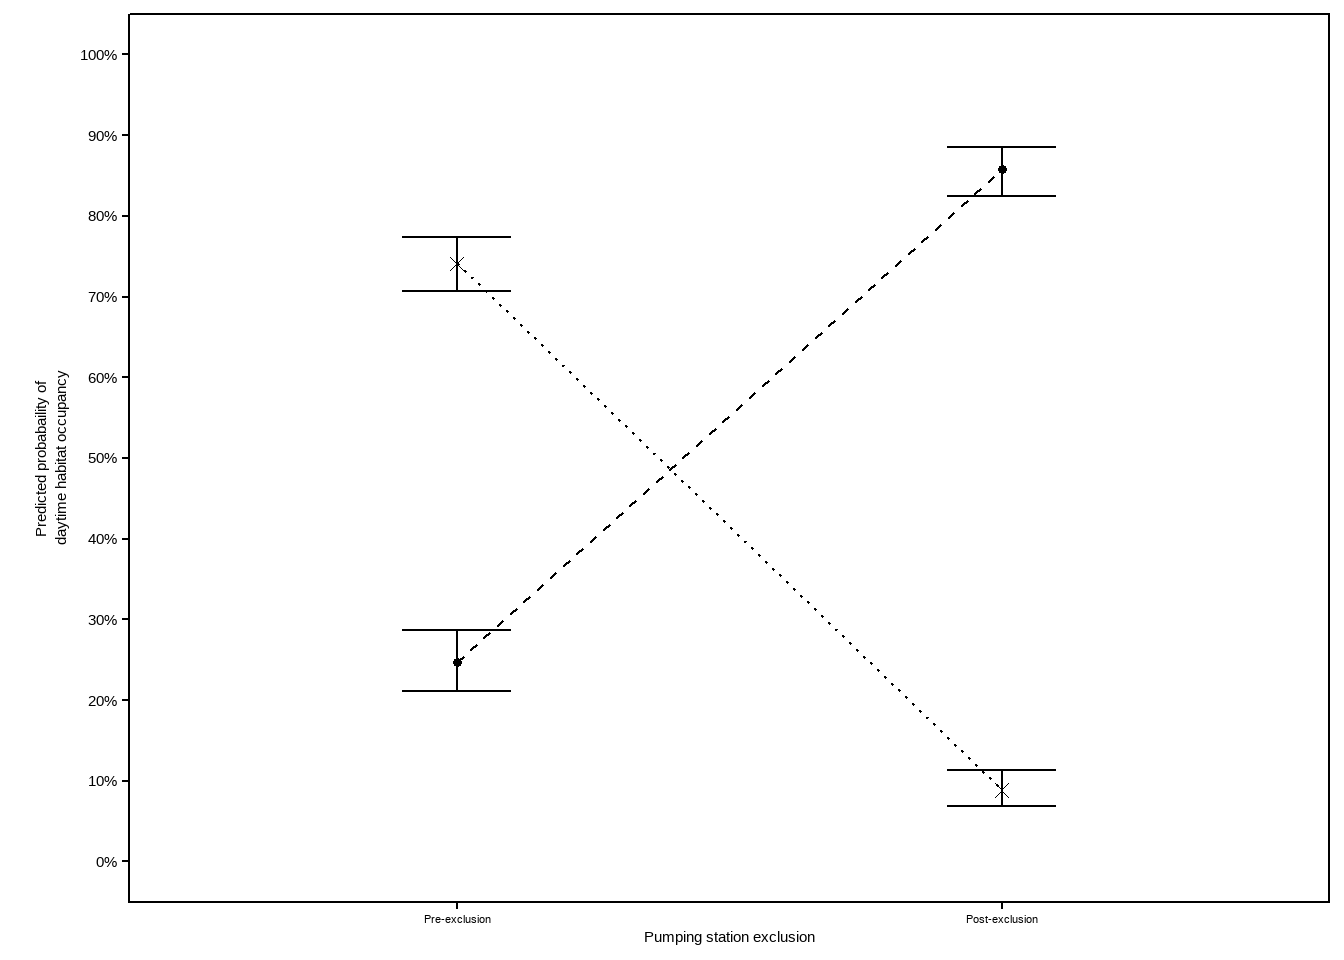 100%
90%
80%
70%
60%
50%
40%
30%
20%
10%
0%
Predicted probabaility of
daytime habitat occupancy
Pre-exclusion
Post-exclusion
Pumping station exclusion